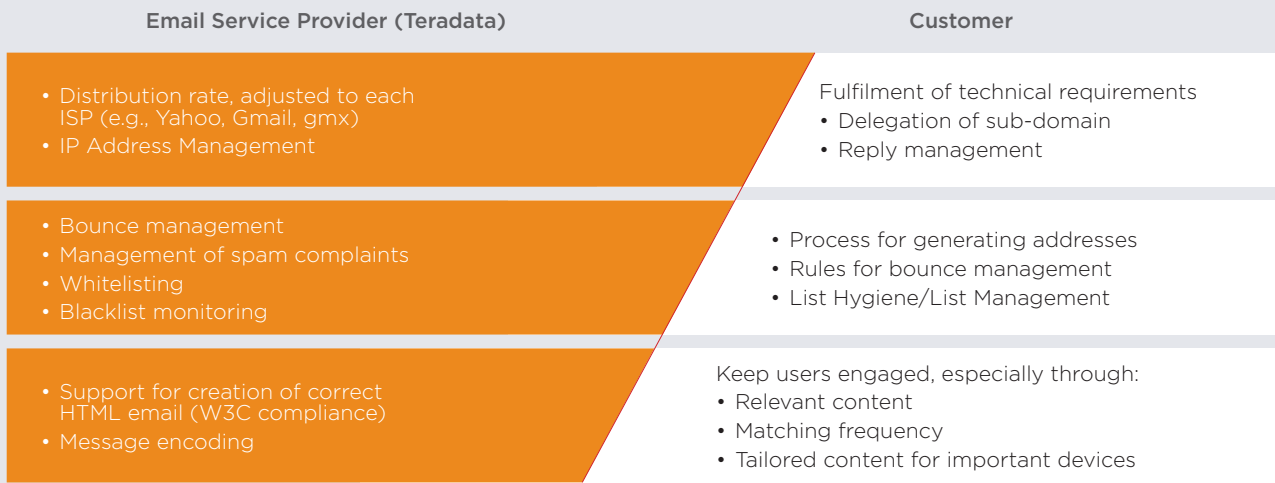 Email Service Provider (Teradata)
Customer
• Distribution rate, adjusted to each
ISP (e.g., Yahoo, Gmail, gmx)
• IP Address Management
Fulfilment of technical requirements
• Delegation of sub-domain
• Reply management
• Bounce management
• Management of spam complaints
• Whitelisting
• Blacklist monitoring
• Process for generating addresses
• Rules for bounce management
• List Hygiene/List Management
• Support for creation of correct
HTML email (W3C compliance)
• Message encoding
Keep users engaged, especially through:
• Relevant content
• Matching frequency
• Tailored content for important devices